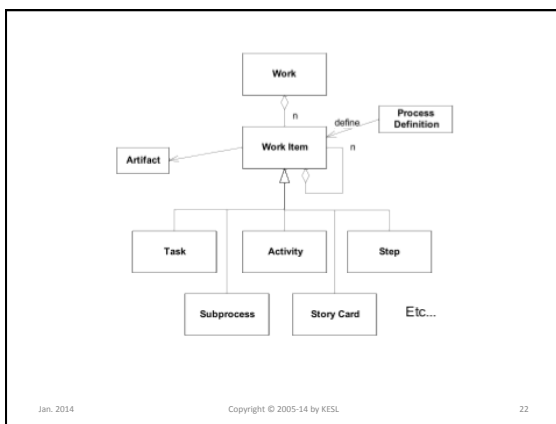 Work
n
Process
Definition
define
Work Item
n
Artifact
Task
Activity
Step
Subprocess
Story Card
Etc...
Jan. 2014
Copyright © 2005-14 by KESL
22